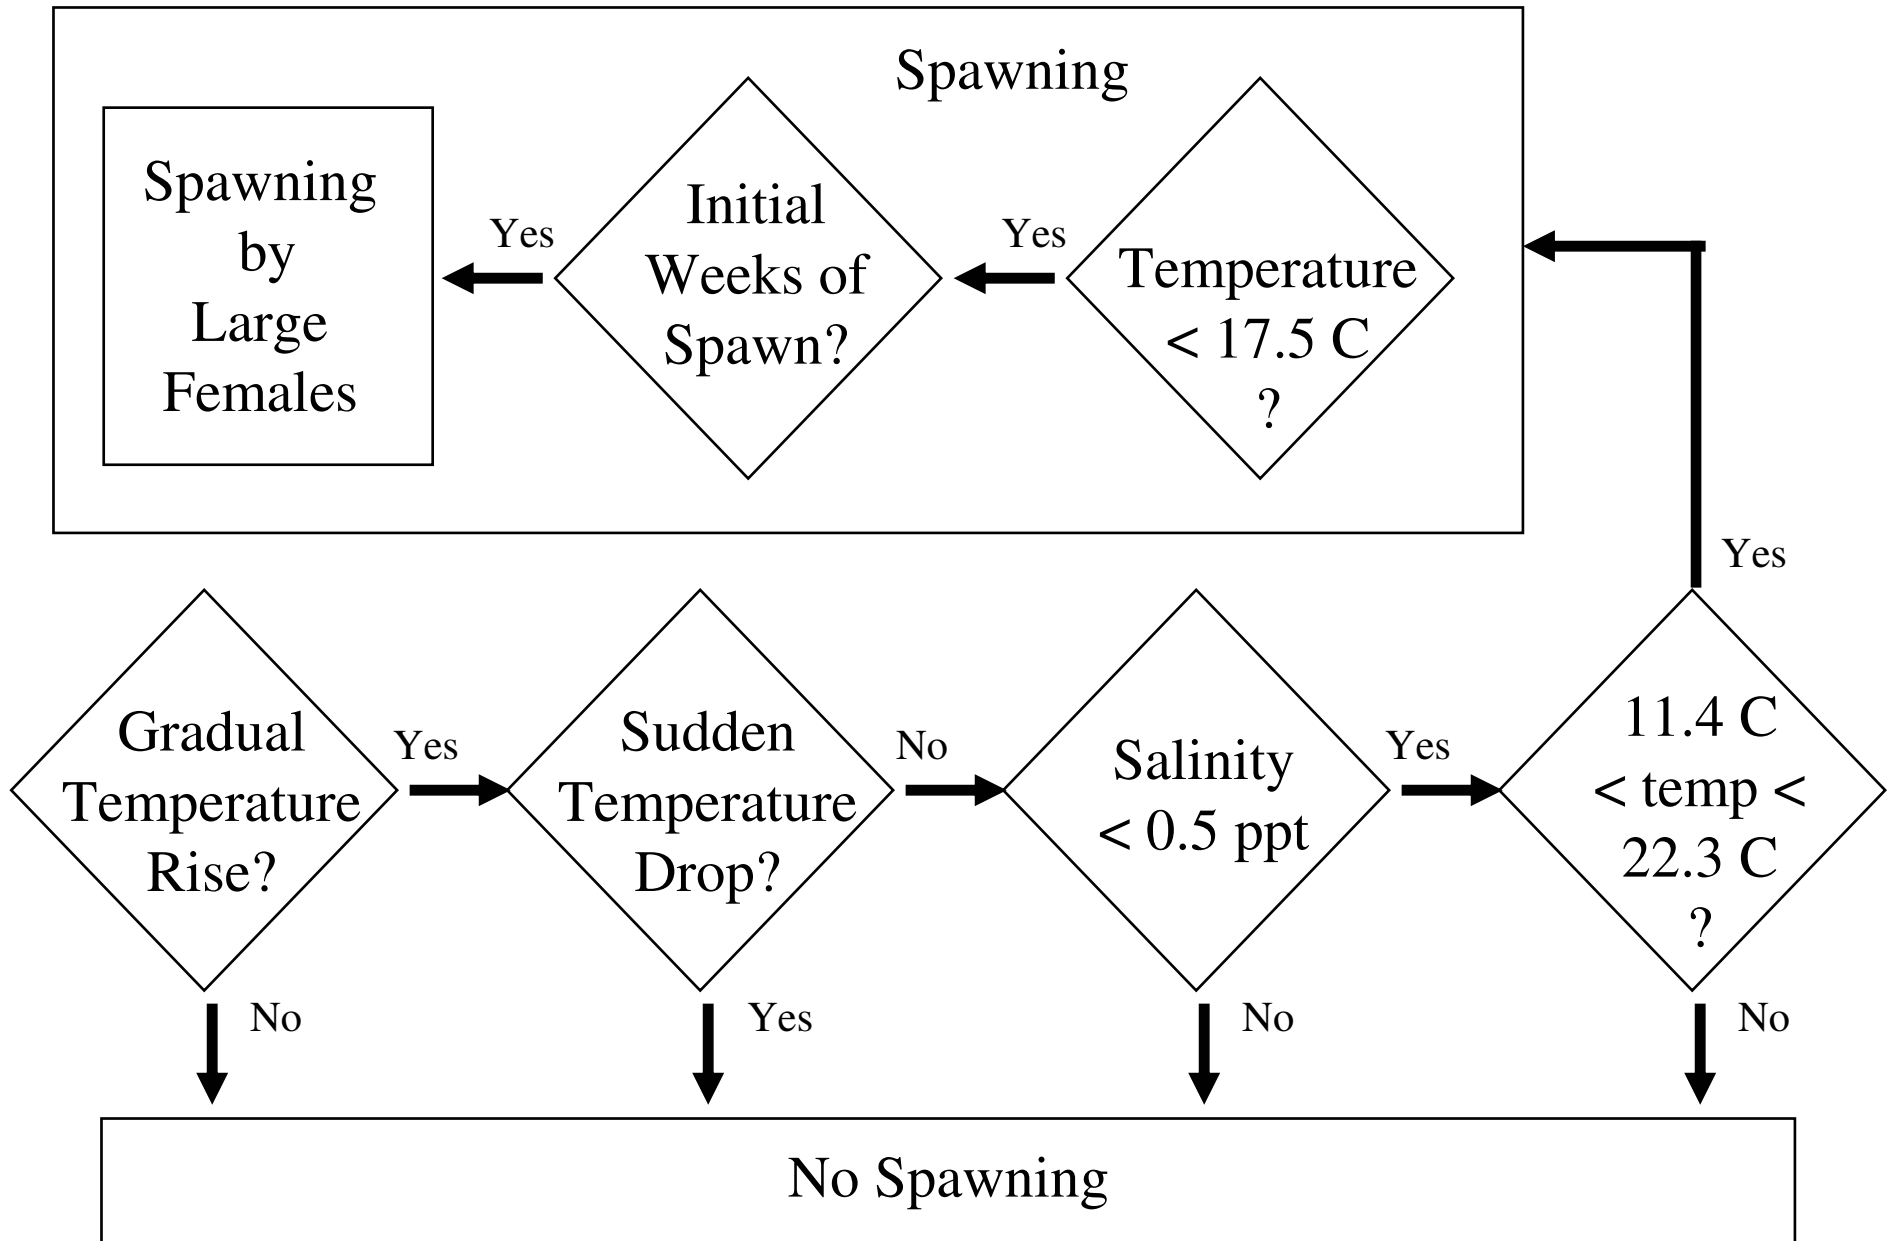 Spawning
Spawning
by
Large
Females
Yes
Initial
Weeks of
Spawn?
Yes
Temperature
< 17.5 C
?
Yes
Gradual
Temperature
Rise?
Yes
Sudden
Temperature
Drop?
No
Salinity
< 0.5 ppt
Yes
11.4 C
< temp <
22.3 C
?
No
Yes
No
No
No Spawning